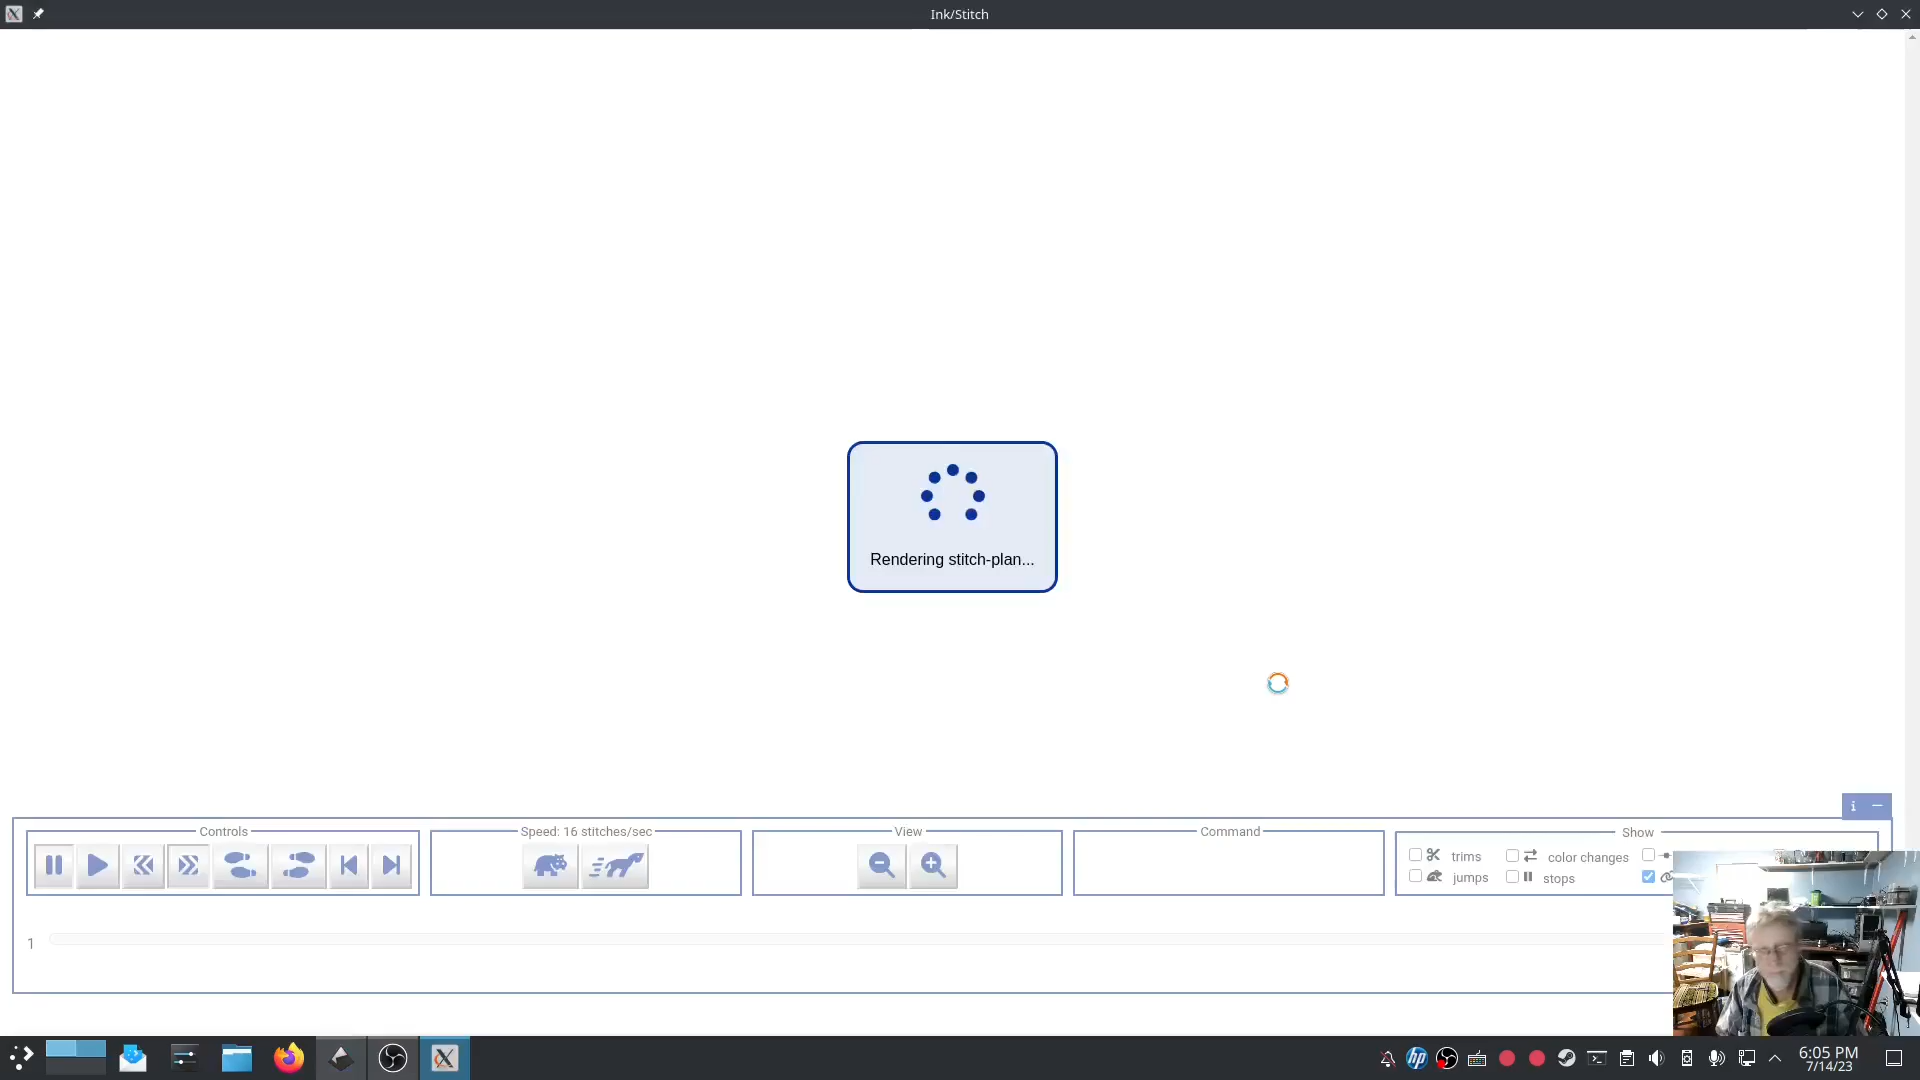 Ink/Stitch
Rendering stitch-plan...
Controls
Speed: 16 stitches/sec
View
Command
Show
trims
color changes
jumps
stops
1
i
hp
6:05 PM
7/14/23